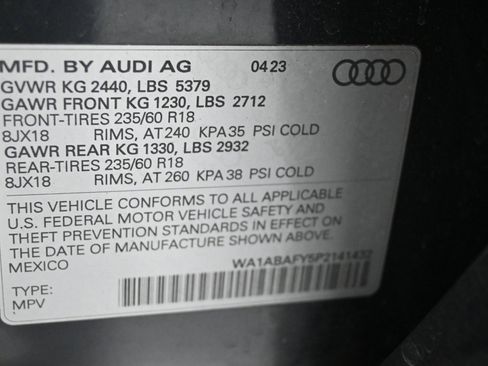 MFD. BY AUDI AG 04 23
GVWR KG 2440, LBS 5379
GAWR FRONT KG 1230, LBS 2712
FRONT-TIRES 235/60 R18
8JX18 RIMS, AT 240 KPA 35 PSI COLD
GAWR REAR KG 1330, LBS 2932
REAR-TIRES 235/60 R18
8JX18 RIMS, AT 260 KPA 38 PSI COLD
THIS VEHICLE CONFORMS TO ALL APPLICABLE
U.S. FEDERAL MOTOR VEHICLE SAFETY AND
THEFT PREVENTION STANDARDS IN EFFECT ON
THE DATE OF MANUFACTURE SHOWN ABOVE.
MEXICO
WA1ABAFY5P2141437
TYPE:
MPV